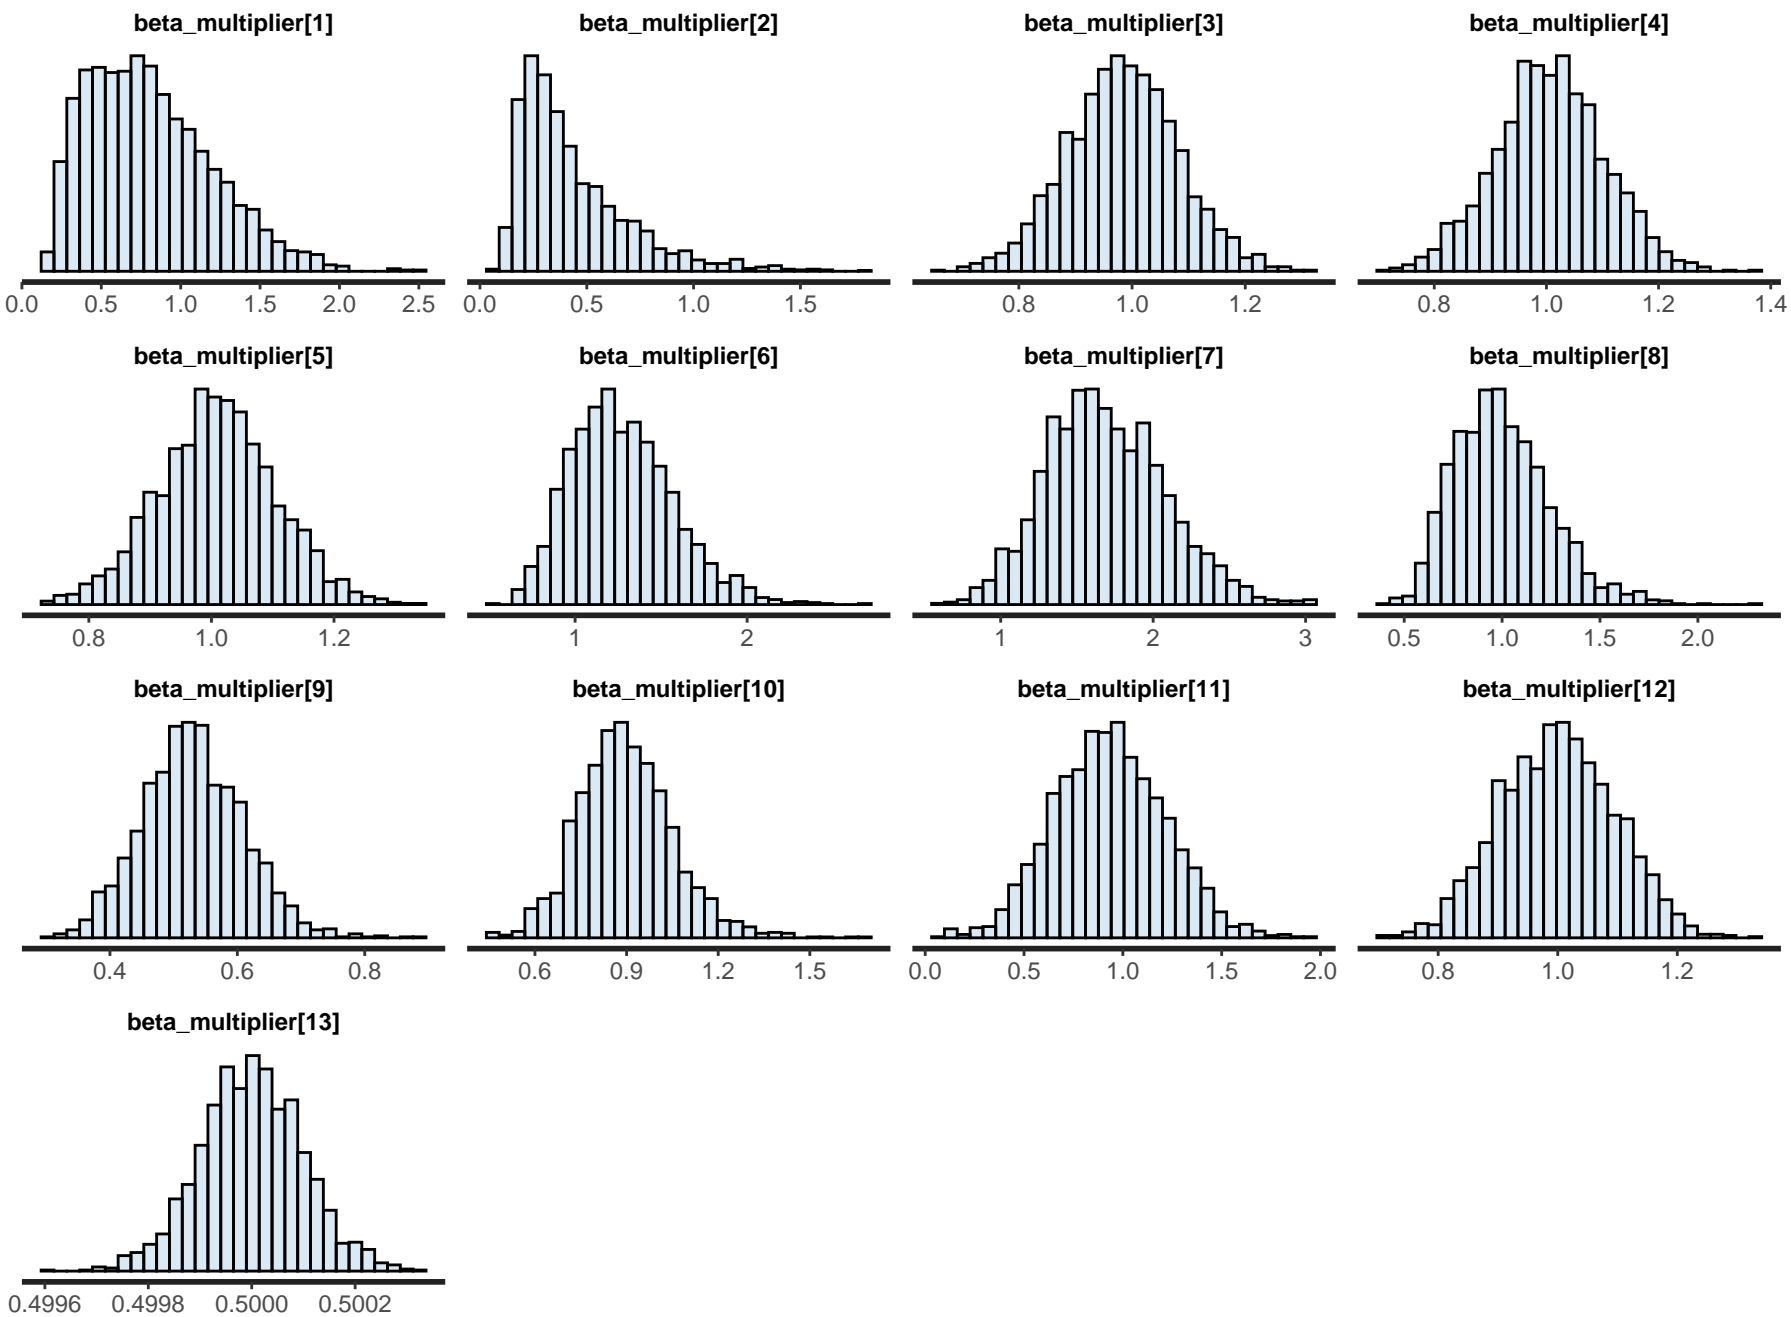 beta_multiplier[1] beta_multiplier[2] beta_multiplier[3] beta_multiplier[4]
0.0 0.5 1.0 1.5 2.0 2.5 0.0 0.5 1.0 1.5 0.8 1.0 1.2 0.8 1.0 1.2 1.4
beta_multiplier[5] beta_multiplier[6] beta_multiplier[7] beta_multiplier[8]
0.8 1.0 1.2 1 2 1 2 3 0.5 1.0 1.5 2.0
beta_multiplier[9] beta_multiplier[10] beta_multiplier[11] beta_multiplier[12]
0.4 0.6 0.8 0.6 0.9 1.2 1.5 0.0 0.5 1.0 1.5 2.0 0.8 1.0 1.2
beta_multiplier[13]
0.4996 0.4998 0.5000 0.5002